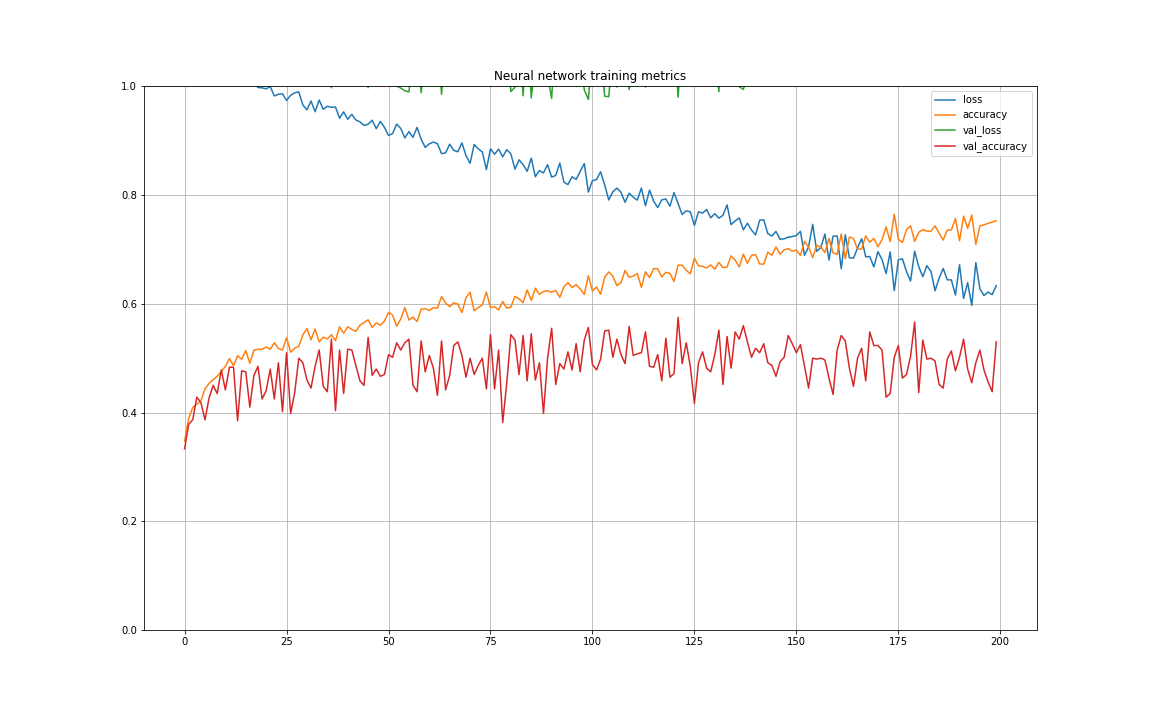 Neural network training metrics
1.0
loss
accuracy
val_loss
val_accuracy
0.8
0.6
0.4
0.2
0.0
0 25 50 75 100 125 150 175 200